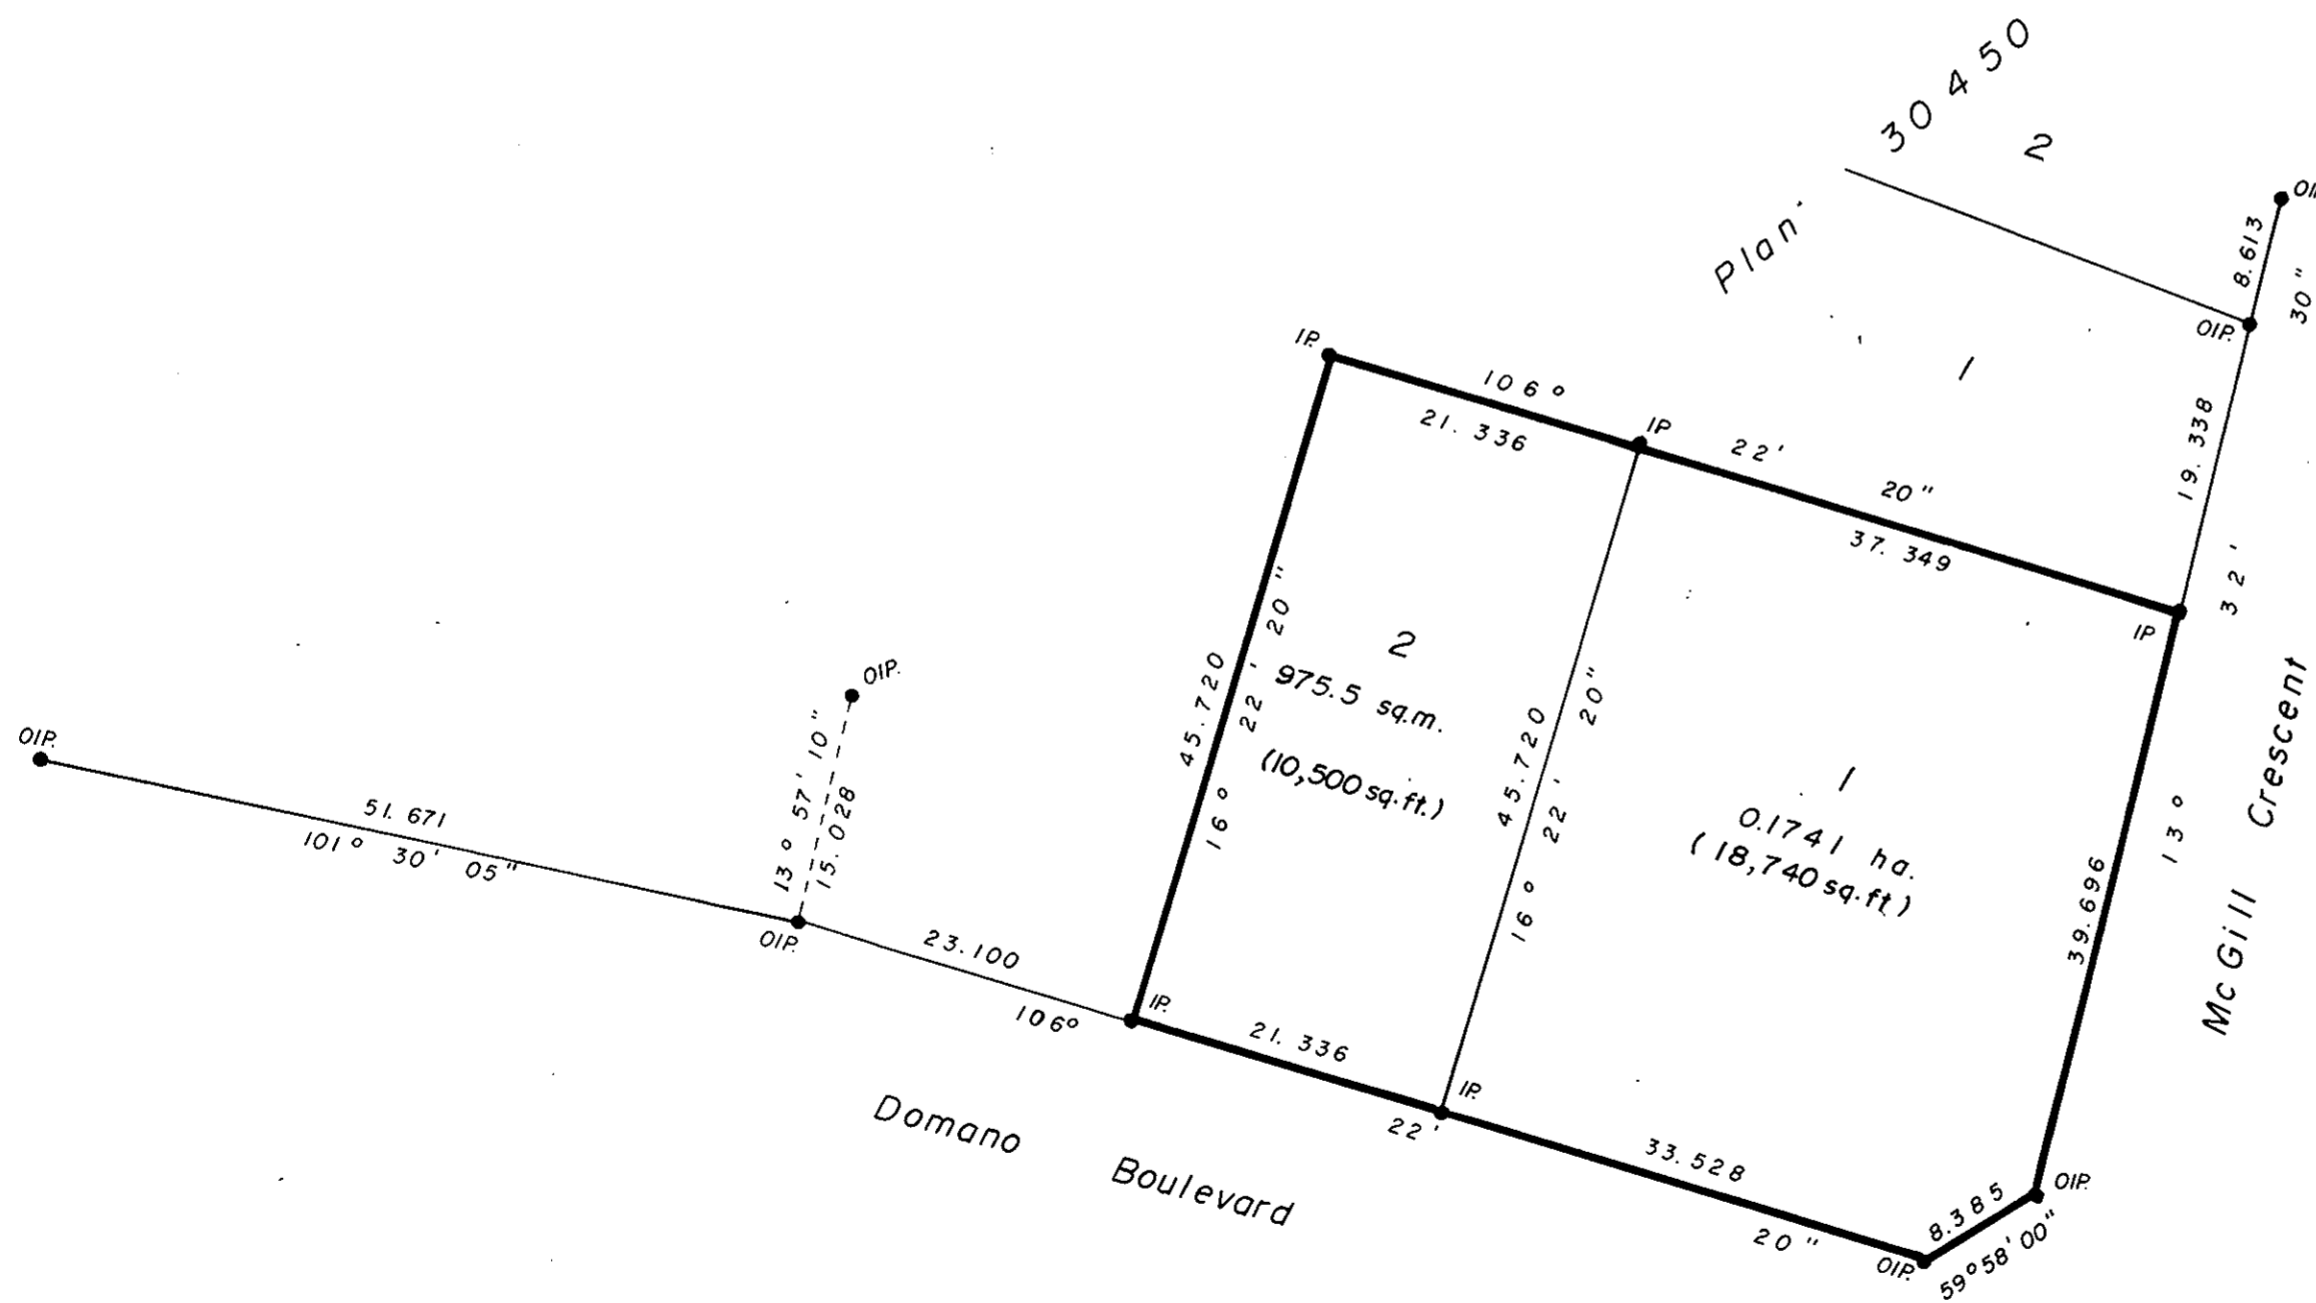 30450
2
OI
8.613
30"
Plan
OIP.
1
IP.
106°
21.336
IP
22'
20"
37.349
19.338
32'
IP
45.720
16° 22' 20"
2
975.5 sq.m.
(10,500 sq.ft.)
45.720
16° 22' 20"
1
0.1741 ha.
(18,740 sq.ft)
39.696
13°
McGill Crescent
OIP.
OIP.
51.671
101° 30' 05"
13° 57' 10"
15.028
OIP.
23.100
106°
IP.
21.336
22'
IP.
33.528
20"
8.385
OIP.
59°58'00"
OIP.
Domano Boulevard